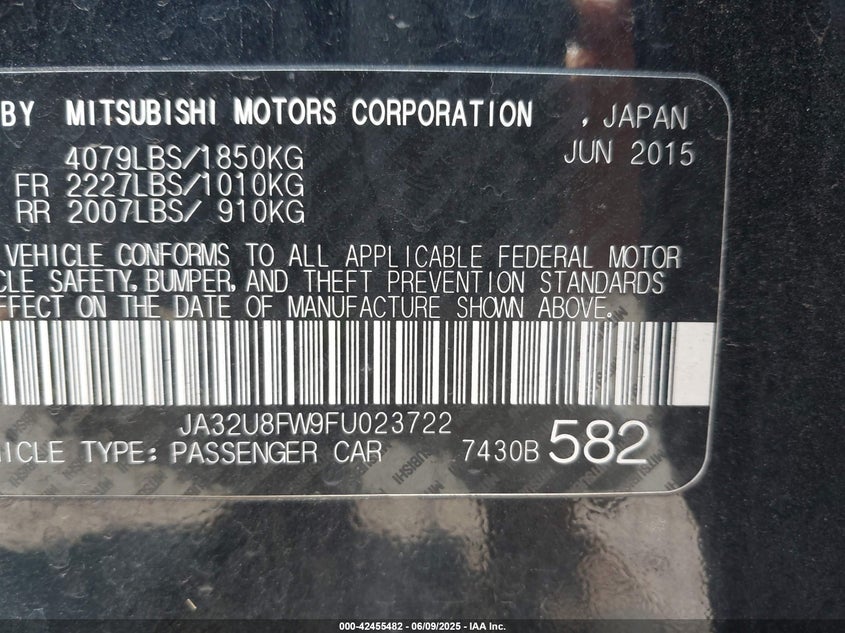 BY MITSUBISHI MOTORS CORPORATION , JAPAN
4079LBS/1850KG JUN 2015
FR 2227LBS/1010KG
RR 2007LBS/ 910KG
VEHICLE CONFORMS TO ALL APPLICABLE FEDERAL MOTOR
CLE SAFETY, BUMPER, AND THEFT PREVENTION STANDARDS
FFECT ON THE DATE OF MANUFACTURE SHOWN ABOVE.
JA32U8FW9FU023722
HICLE TYPE: PASSENGER CAR 7430B 582
000-42455482 - 06/09/2025 - IAA Inc.